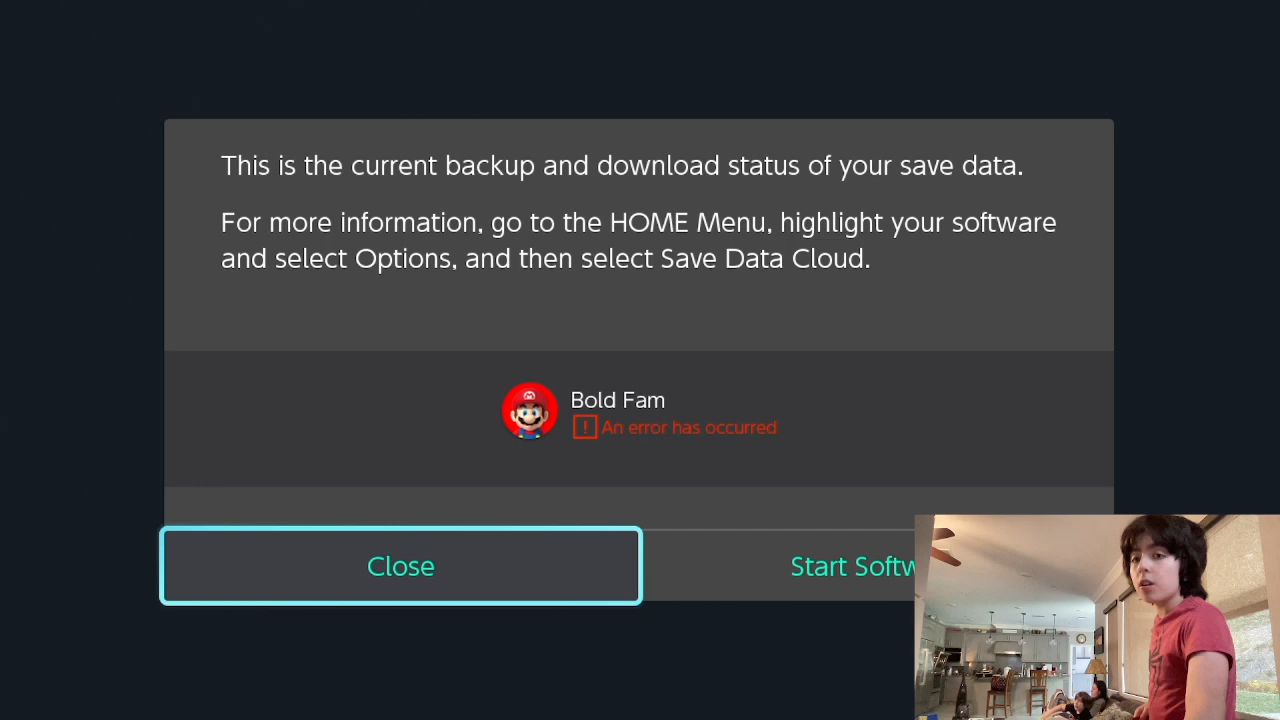 This is the current backup and download status of your save data.
For more information, go to the HOME Menu, highlight your software
and select Options, and then select Save Data Cloud.
Bold Fam
! An error has occurred
Close
Start Softw